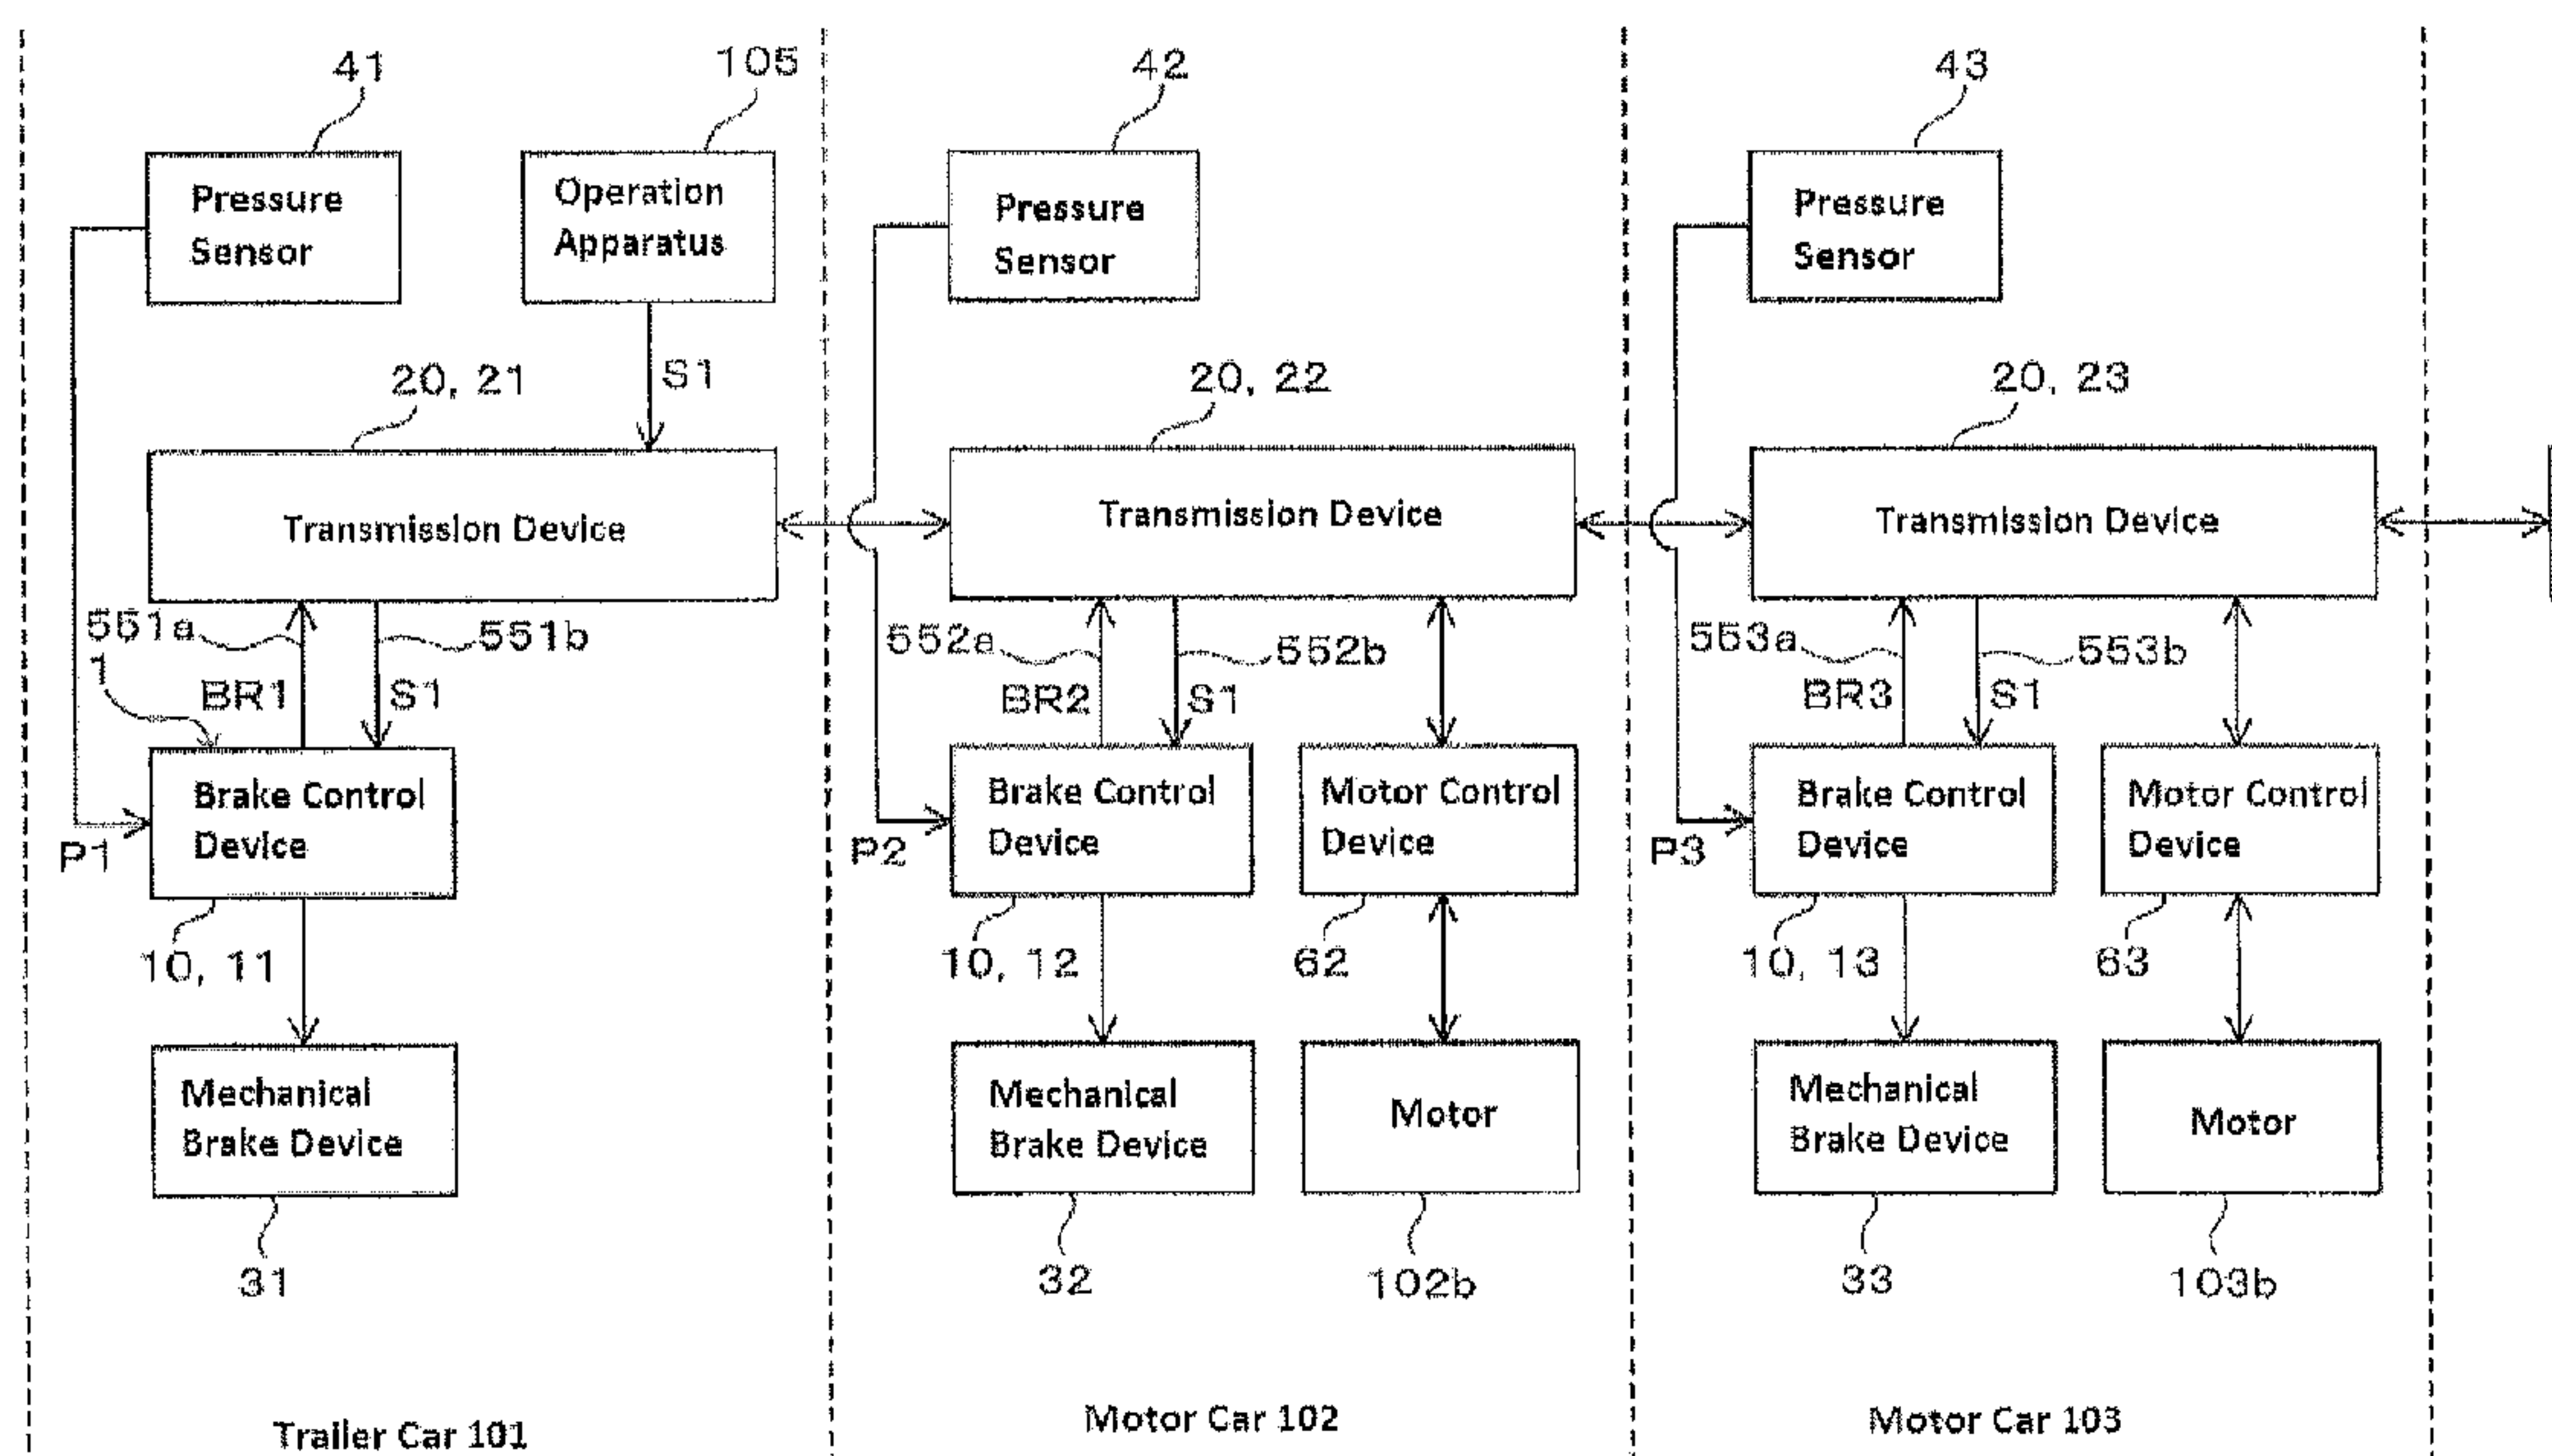 41
105
42
43
Pressure
Sensor
Operation
Apparatus
Pressure
Sensor
Pressure
Sensor
S1
20, 21
20, 22
20, 23
Transmission Device
Transmission Device
Transmission Device
551a
551b
552a
552b
553a
553b
1
BR1
S1
BR2
S1
BR3
S1
Brake Control
Device
Brake Control
Device
Motor Control
Device
Brake Control
Device
Motor Control
Device
P1
P2
P3
10, 11
10, 12
62
10, 13
63
Mechanical
Brake Device
Mechanical
Brake Device
Motor
Mechanical
Brake Device
Motor
31
32
102b
33
103b
Trailer Car 101
Motor Car 102
Motor Car 103